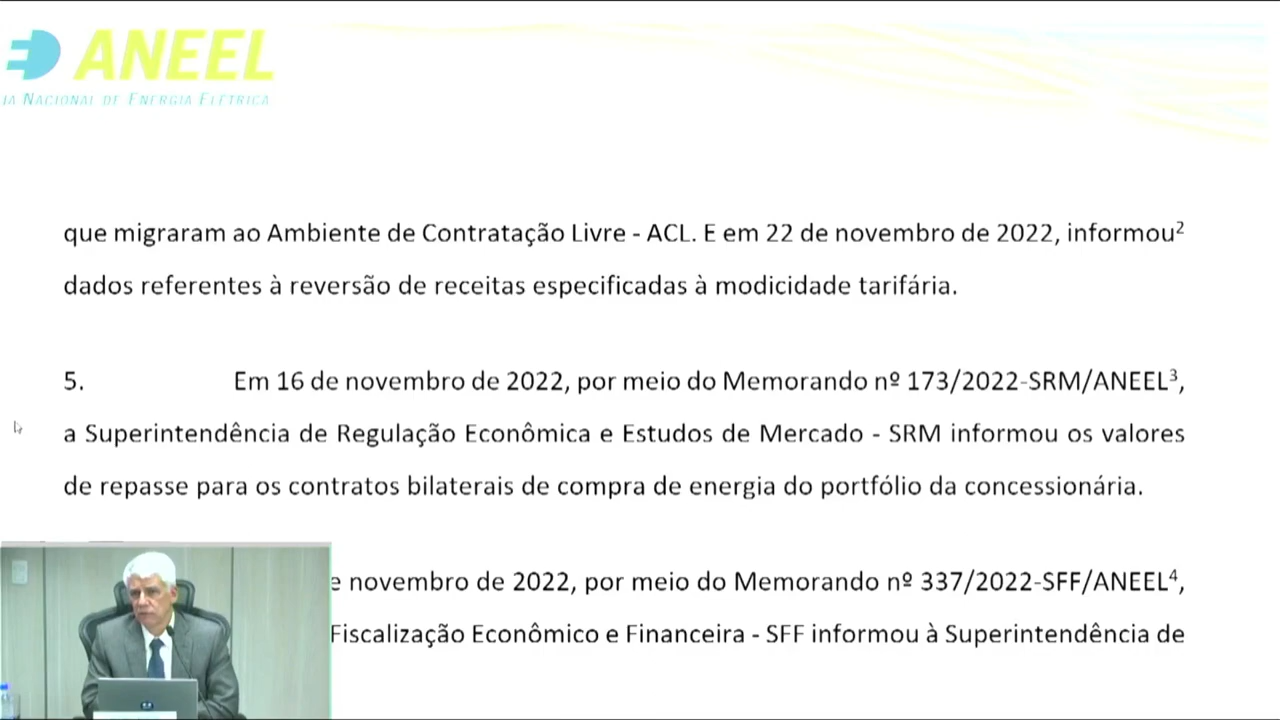 ANEEL
IA NACIONAL DE ENERGIA ELÉTRICA
que migraram ao Ambiente de Contratação Livre - ACL. E em 22 de novembro de 2022, informou²
dados referentes à reversão de receitas especificadas à modicidade tarifária.
5. Em 16 de novembro de 2022, por meio do Memorando nº 173/2022-SRM/ANEEL³,
a Superintendência de Regulação Econômica e Estudos de Mercado - SRM informou os valores
de repasse para os contratos bilaterais de compra de energia do portfólio da concessionária.
e novembro de 2022, por meio do Memorando nº 337/2022-SFF/ANEEL⁴,
Fiscalização Econômico e Financeira - SFF informou à Superintendência de